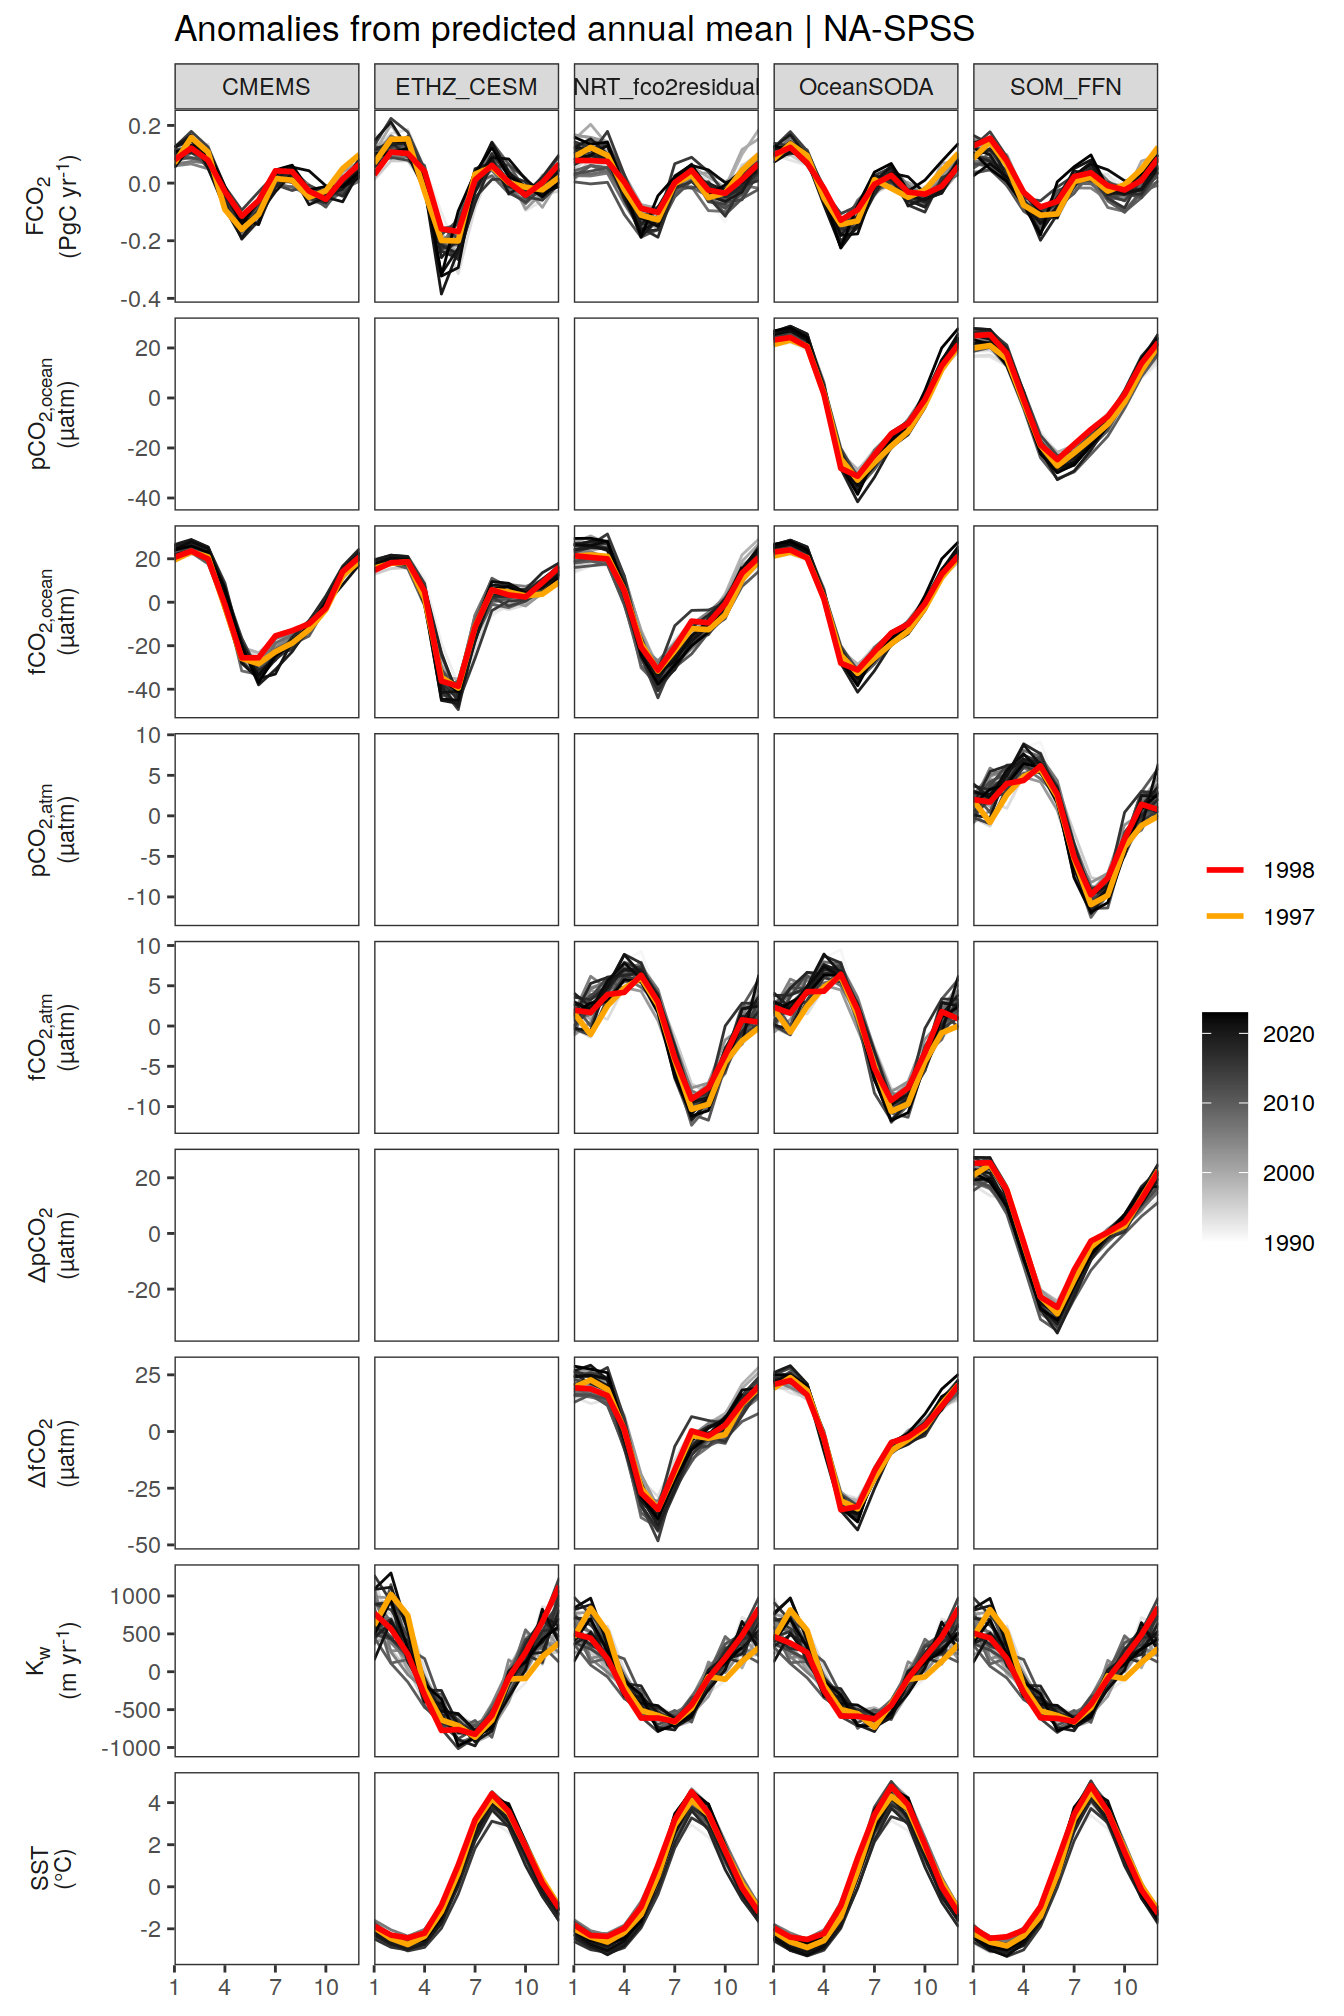 Anomalies from predicted annual mean | NA-SPSS
CMEMS ETHZ_CESM NRT_fco2residual OceanSODA SOM_FFN
FCO2
(PgC yr-1)
0.2
0.0
-0.2
-0.4
pCO2,ocean
(µatm)
20
0
-20
-40
fCO2,ocean
(µatm)
20
0
-20
-40
pCO2,atm
(µatm)
10
5
0
-5
-10
fCO2,atm
(µatm)
10
5
0
-5
-10
ΔpCO2
(µatm)
20
0
-20
ΔfCO2
(µatm)
25
0
-25
-50
Kw
(m yr-1)
1000
500
0
-500
-1000
SST
(°C)
4
2
0
-2
1 4 7 10 1 4 7 10 1 4 7 10 1 4 7 10 1 4 7 10
1998
1997
2020
2010
2000
1990